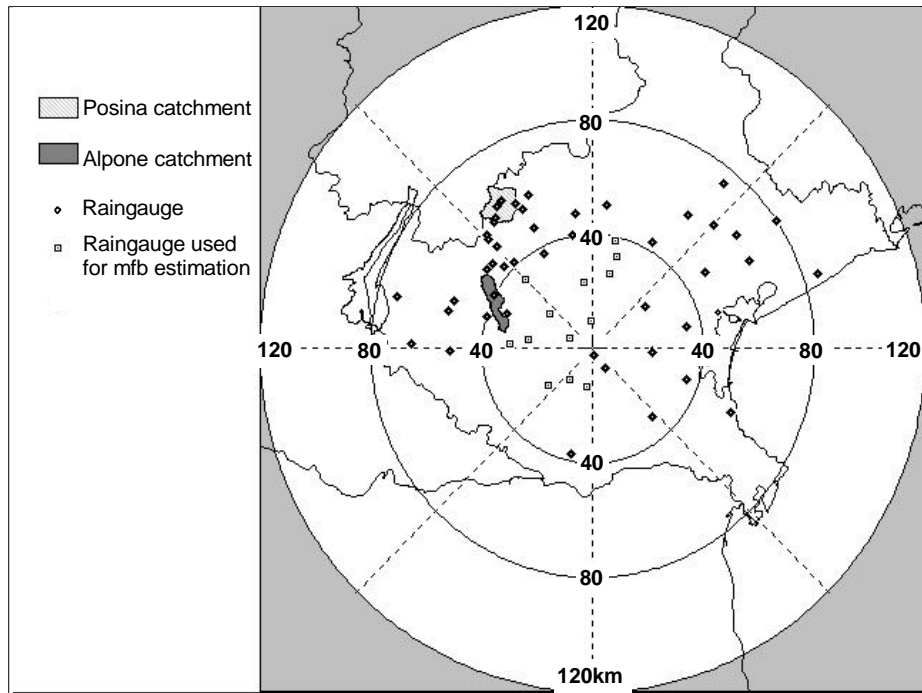 Posina catchment
Alpone catchment
Raingauge
Raingauge used
for mfb estimation
120
80
40
120 80 40 40 80 120
40
80
120km